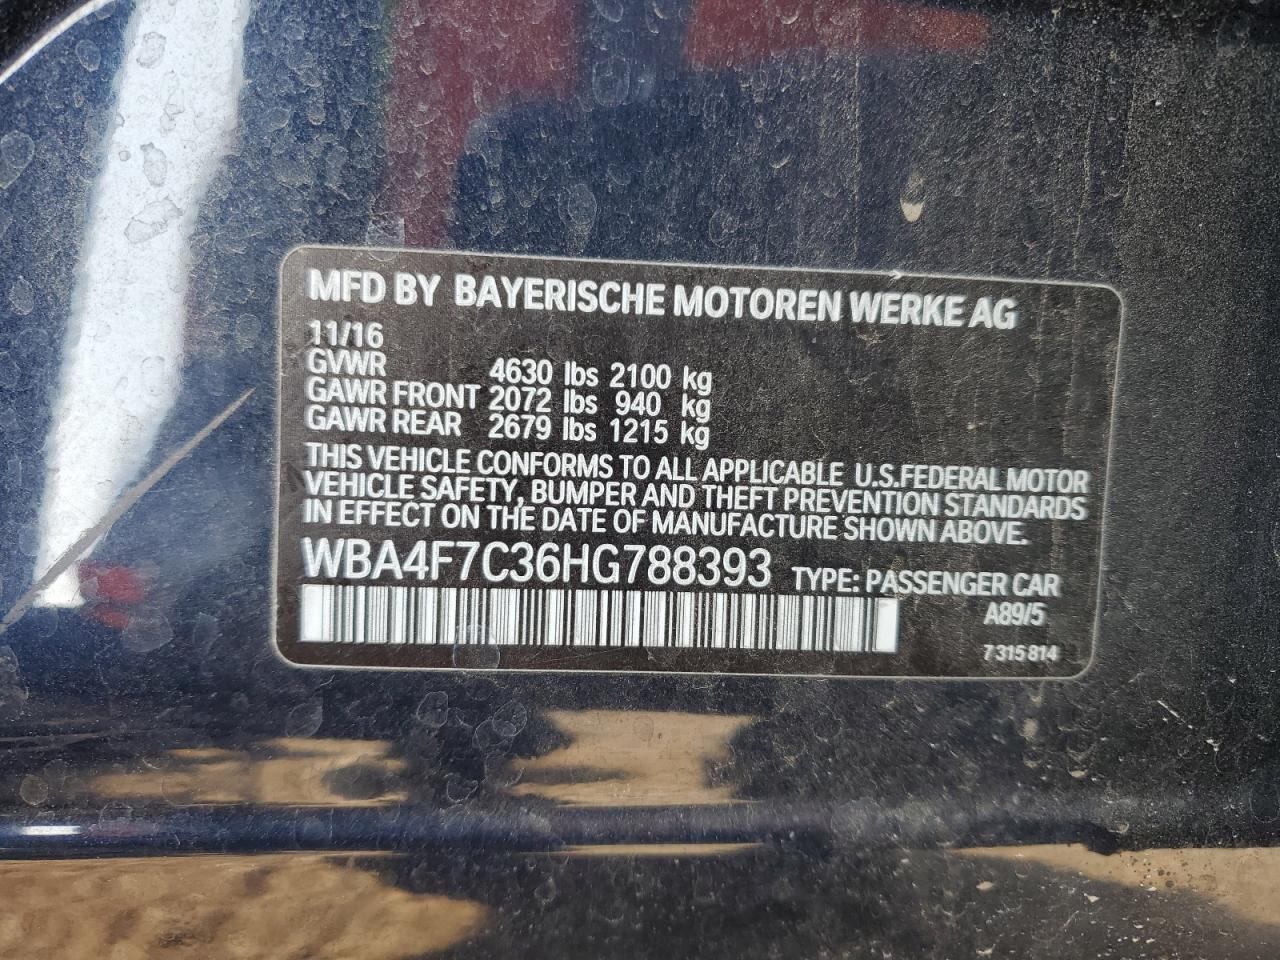 MFD BY BAYERISCHE MOTOREN WERKE AG
11/16
GVWR 4630 lbs 2100 kg
GAWR FRONT 2072 lbs 940 kg
GAWR REAR 2679 lbs 1215 kg
THIS VEHICLE CONFORMS TO ALL APPLICABLE U.S.FEDERAL MOTOR
VEHICLE SAFETY, BUMPER AND THEFT PREVENTION STANDARDS
IN EFFECT ON THE DATE OF MANUFACTURE SHOWN ABOVE.
WBA4F7C36HG788393 TYPE: PASSENGER CAR
A89/5
7 315 814